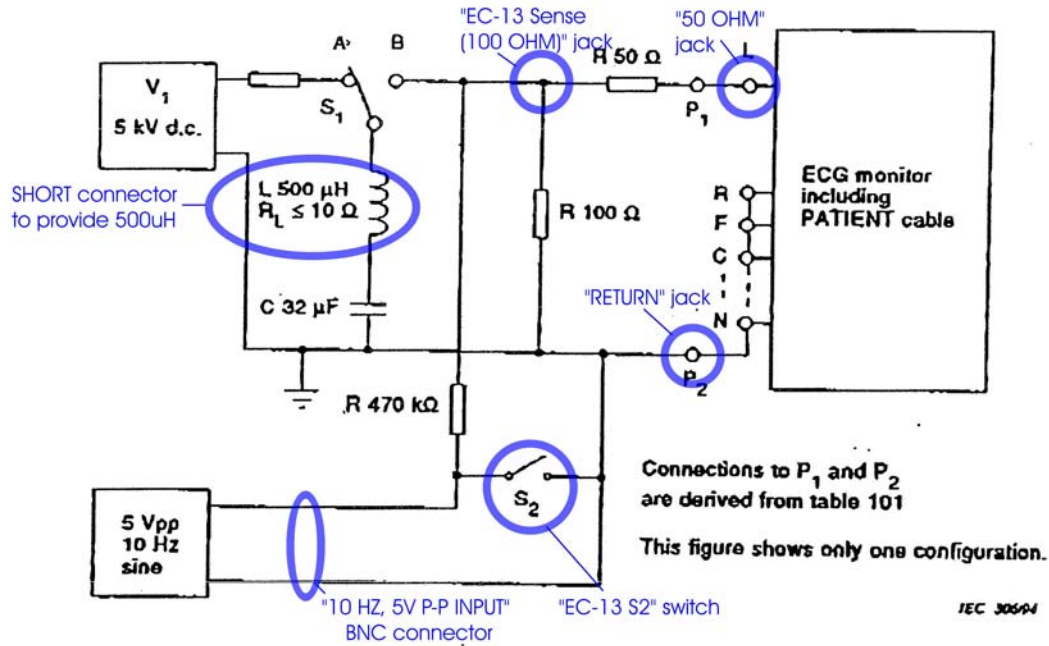 "EC-13 Sense
(100 OHM)" jack
"50 OHM"
jack
A
B
R 50 Ω
L
V1
5 kV d.c.
S1
P1
SHORT connector
to provide 500uH
L 500 µH
RL ≤ 10 Ω
R 100 Ω
ECG monitor
including
PATIENT cable
R
F
C
N
C 32 µF
"RETURN" jack
P2
R 470 kΩ
S2
Connections to P1 and P2
are derived from table 101
This figure shows only one configuration.
5 Vpp
10 Hz
sine
"10 HZ, 5V P-P INPUT"
BNC connector
"EC-13 S2" switch
IEC 306/94